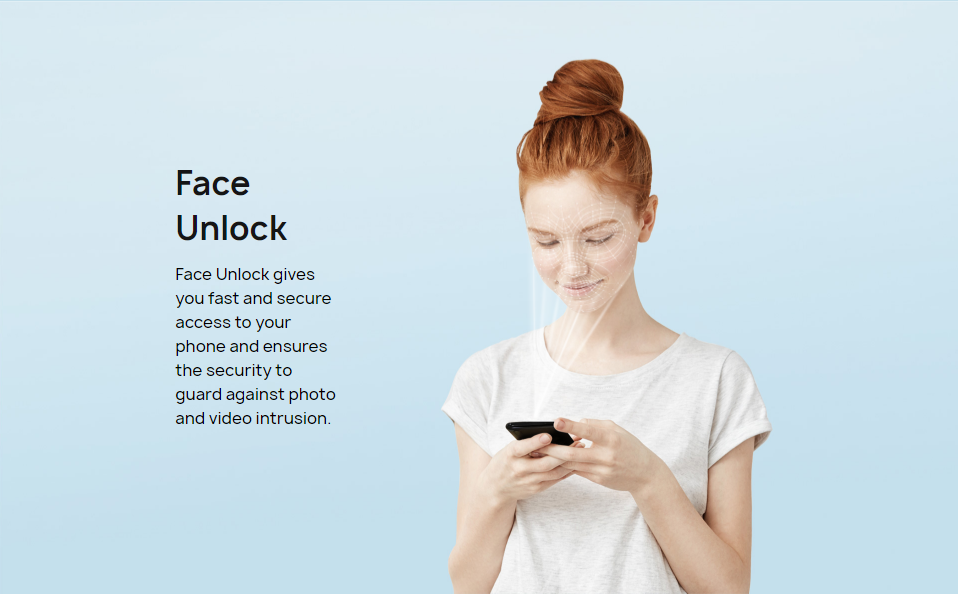 Face
Unlock
Face Unlock gives
you fast and secure
access to your
phone and ensures
the security to
guard against photo
and video intrusion.